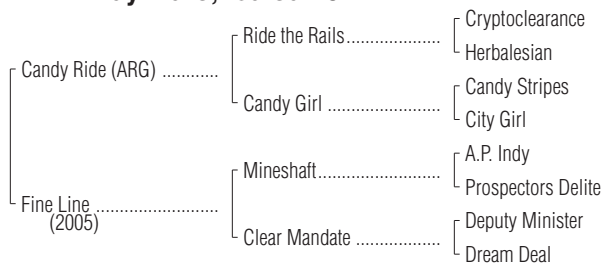 Cryptoclearance
Ride the Rails....................
Herbalesian
Candy Ride (ARG) ............
Candy Stripes
Candy Girl ........................
City Girl
A.P. Indy
Mineshaft..........................
Prospectors Delite
Fine Line ..........................
(2005)
Deputy Minister
Clear Mandate .................
Dream Deal